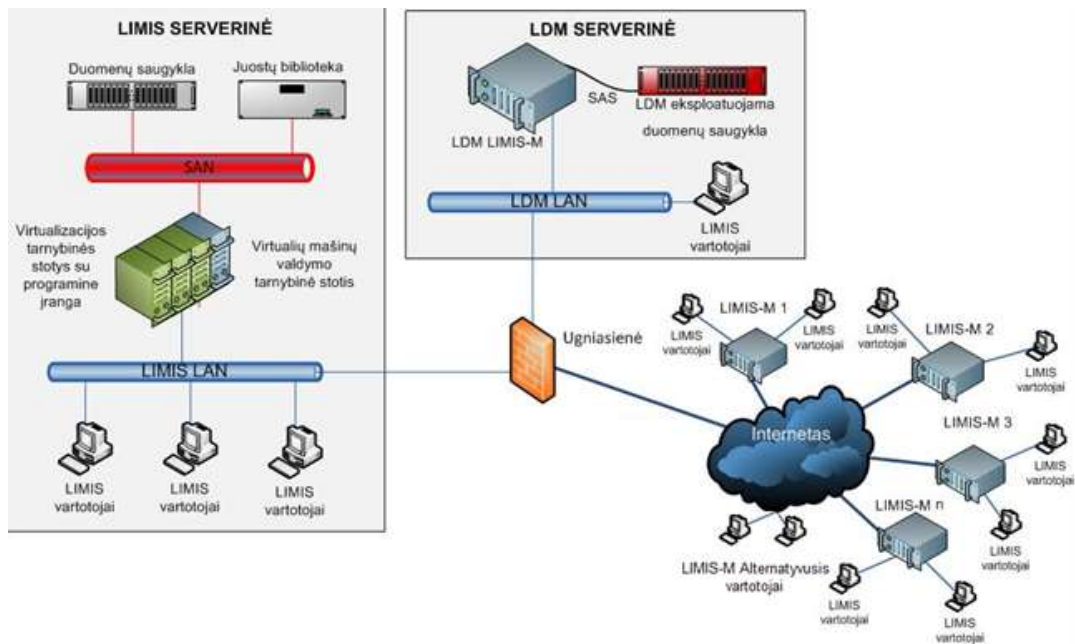 LIMIS SERVERINĖ
Duomenų saugykla
Juostų biblioteka
SAN
Virtualizacijos
tarnybinės
stotys su
programine
įranga
Virtualių mašinų
valdymo
tarnybinė stotis
LIMIS LAN
LIMIS
vartotojai
LIMIS
vartotojai
LIMIS
vartotojai
LDM SERVERINĖ
SAS
LDM LIMIS-M
LDM eksploatuojama
duomenų saugykla
LDM LAN
LIMIS
vartotojai
Ugniasienė
Internetas
LIMIS-M 1
LIMIS
vartotojai
LIMIS
vartotojai
LIMIS-M 2
LIMIS
vartotojai
LIMIS
vartotojai
LIMIS-M 3
LIMIS
vartotojai
LIMIS
vartotojai
LIMIS-M n
LIMIS
vartotojai
LIMIS
vartotojai
LIMIS-M Alternatyvusis
vartotojai